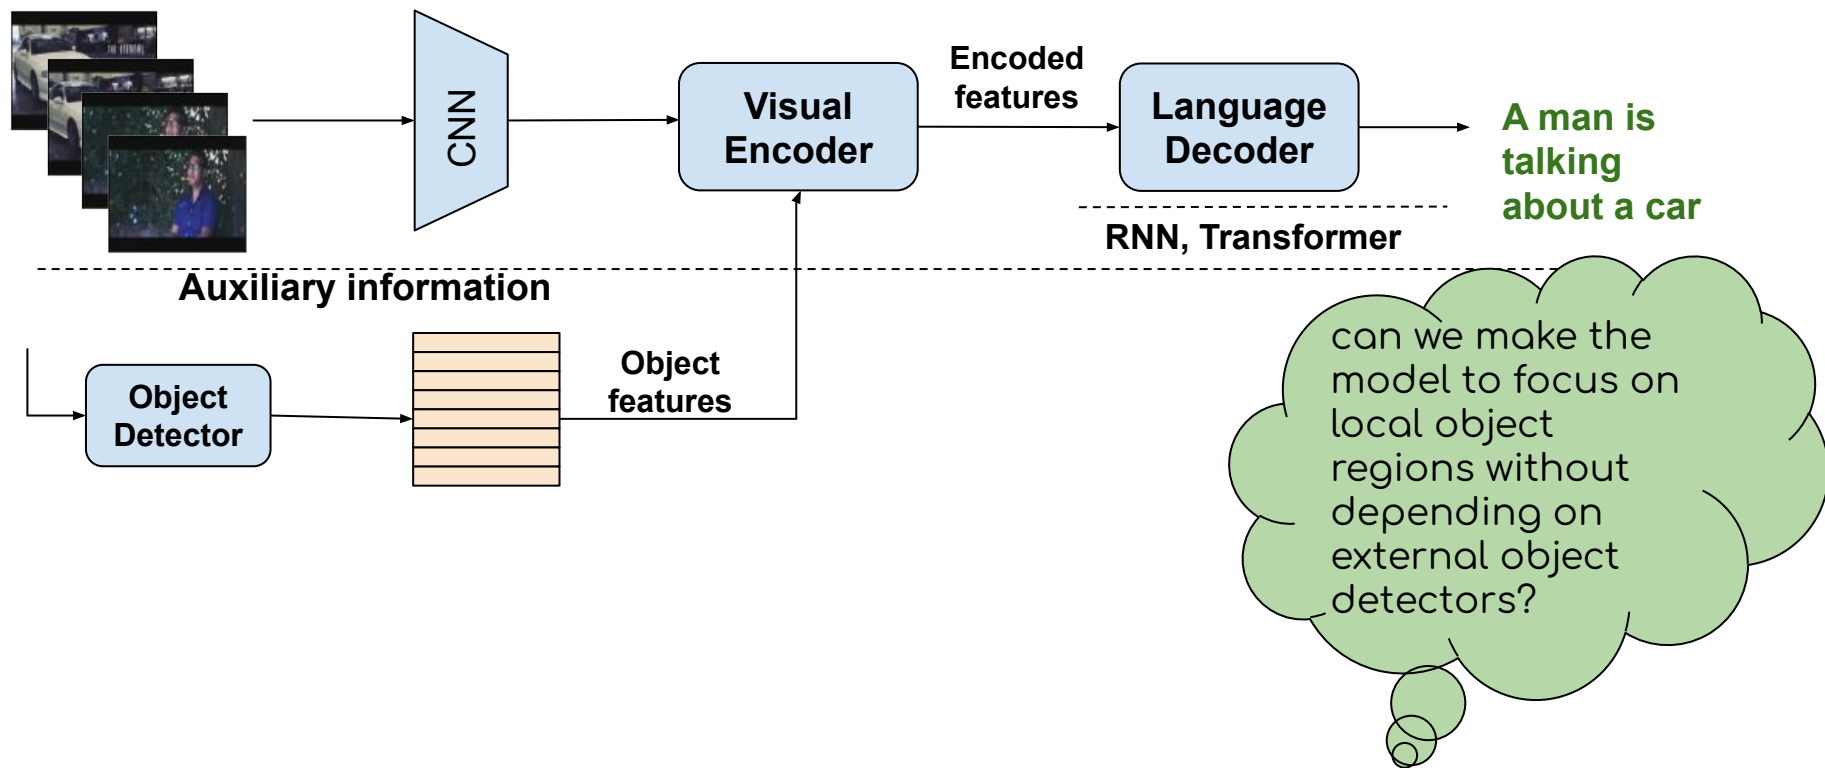 CNN
Visual
Encoder
Encoded
features
Language
Decoder
A man is
talking
about a car
RNN, Transformer
Auxiliary information
Object
Detector
Object
features
can we make the
model to focus on
local object
regions without
depending on
external object
detectors?